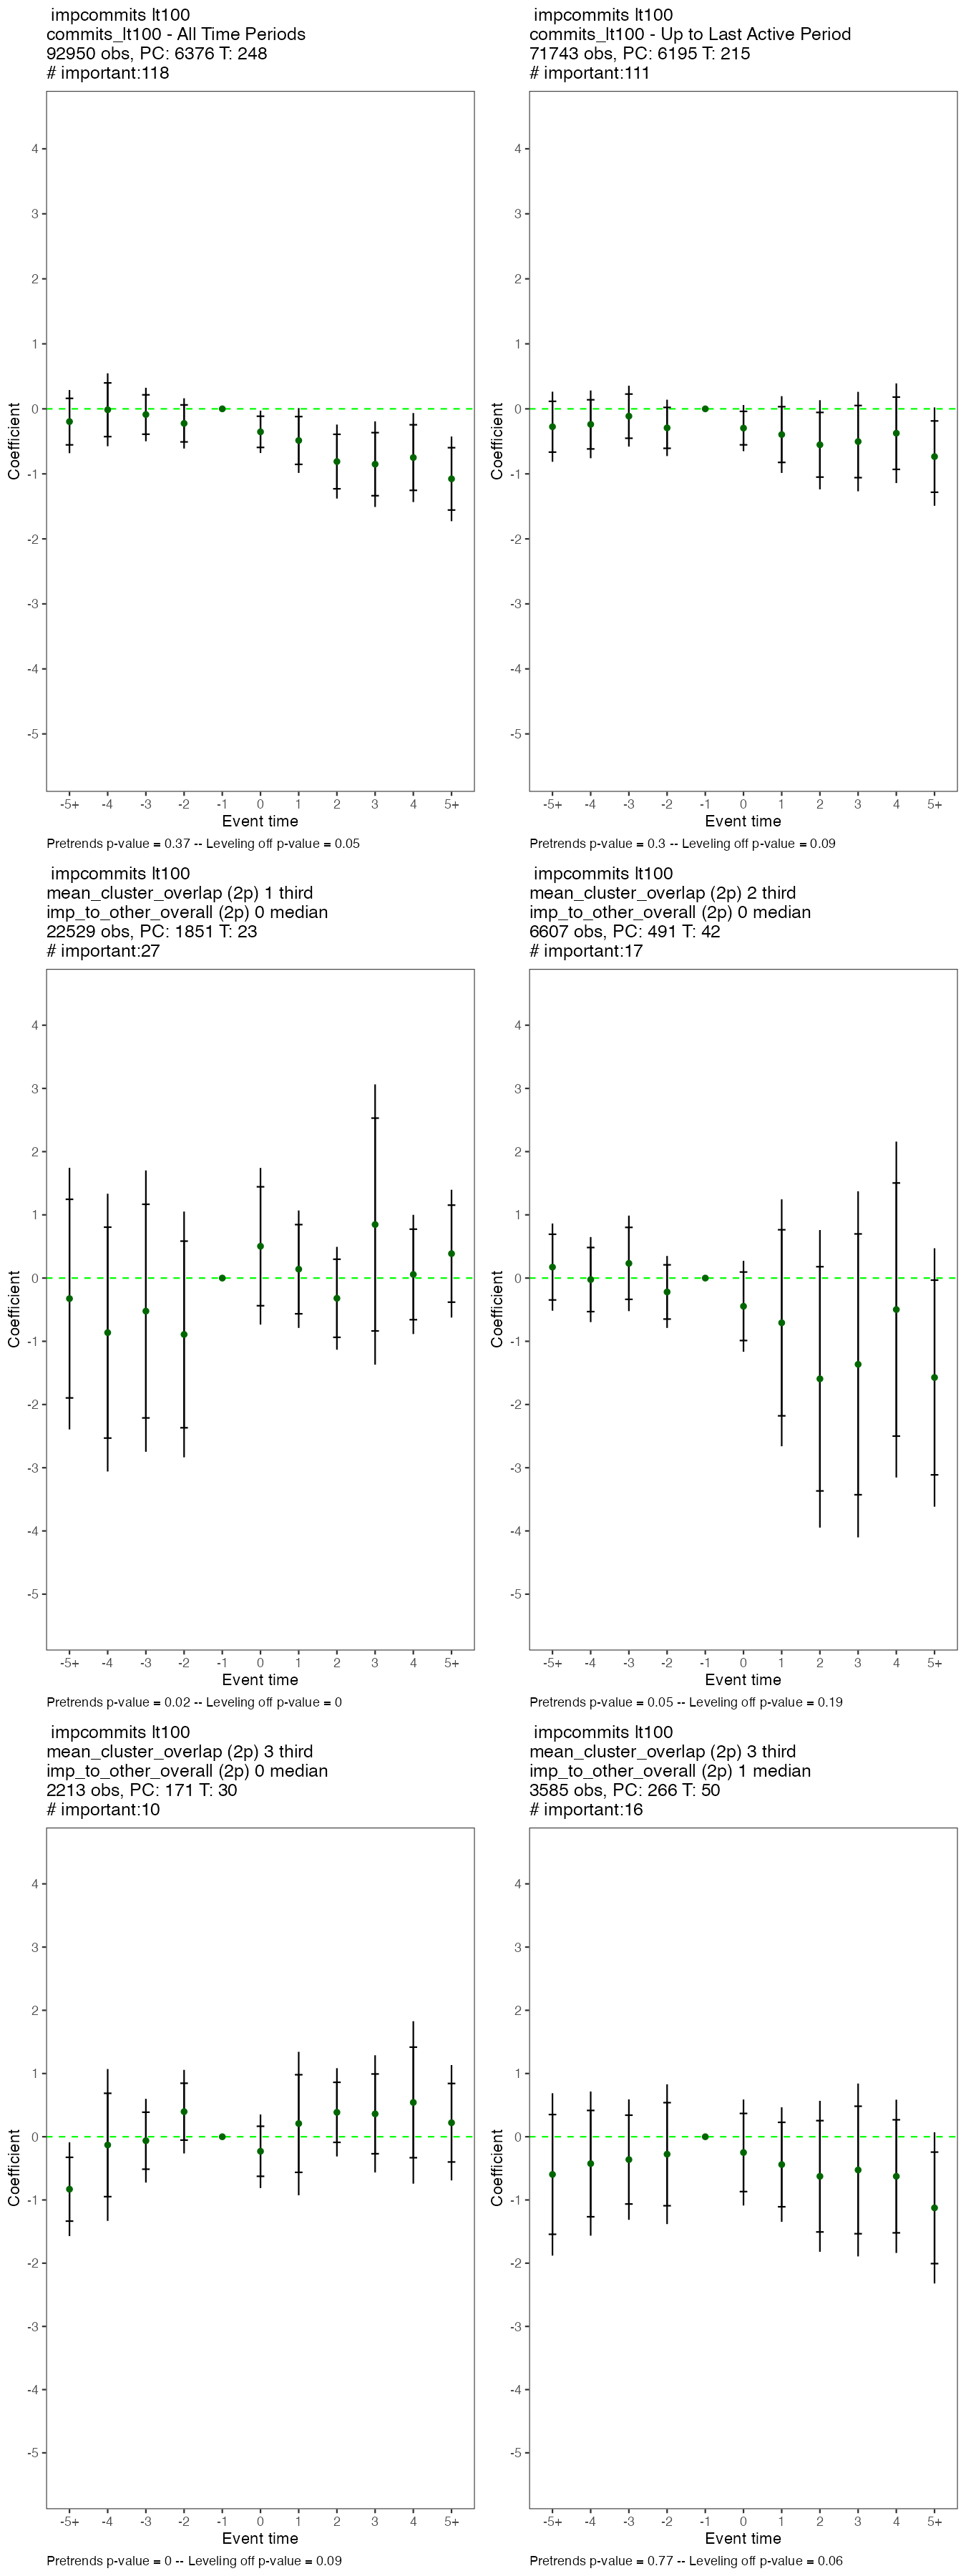 impcommits lt100
commits_lt100 - All Time Periods
92950 obs, PC: 6376 T: 248
# important:118
4
3
2
1
0
-1
-2
-3
-4
-5
Coefficient
-5+ -4 -3 -2 -1 0 1 2 3 4 5+
Event time
Pretrends p-value = 0.37 -- Leveling off p-value = 0.05
impcommits lt100
commits_lt100 - Up to Last Active Period
71743 obs, PC: 6195 T: 215
# important:111
4
3
2
1
0
-1
-2
-3
-4
-5
Coefficient
-5+ -4 -3 -2 -1 0 1 2 3 4 5+
Event time
Pretrends p-value = 0.3 -- Leveling off p-value = 0.09
impcommits lt100
mean_cluster_overlap (2p) 1 third
imp_to_other_overall (2p) 0 median
22529 obs, PC: 1851 T: 23
# important:27
4
3
2
1
0
-1
-2
-3
-4
-5
Coefficient
-5+ -4 -3 -2 -1 0 1 2 3 4 5+
Event time
Pretrends p-value = 0.02 -- Leveling off p-value = 0
impcommits lt100
mean_cluster_overlap (2p) 2 third
imp_to_other_overall (2p) 0 median
6607 obs, PC: 491 T: 42
# important:17
4
3
2
1
0
-1
-2
-3
-4
-5
Coefficient
-5+ -4 -3 -2 -1 0 1 2 3 4 5+
Event time
Pretrends p-value = 0.05 -- Leveling off p-value = 0.19
impcommits lt100
mean_cluster_overlap (2p) 3 third
imp_to_other_overall (2p) 0 median
2213 obs, PC: 171 T: 30
# important:10
4
3
2
1
0
-1
-2
-3
-4
-5
Coefficient
-5+ -4 -3 -2 -1 0 1 2 3 4 5+
Event time
Pretrends p-value = 0 -- Leveling off p-value = 0.09
impcommits lt100
mean_cluster_overlap (2p) 3 third
imp_to_other_overall (2p) 1 median
3585 obs, PC: 266 T: 50
# important:16
4
3
2
1
0
-1
-2
-3
-4
-5
Coefficient
-5+ -4 -3 -2 -1 0 1 2 3 4 5+
Event time
Pretrends p-value = 0.77 -- Leveling off p-value = 0.06